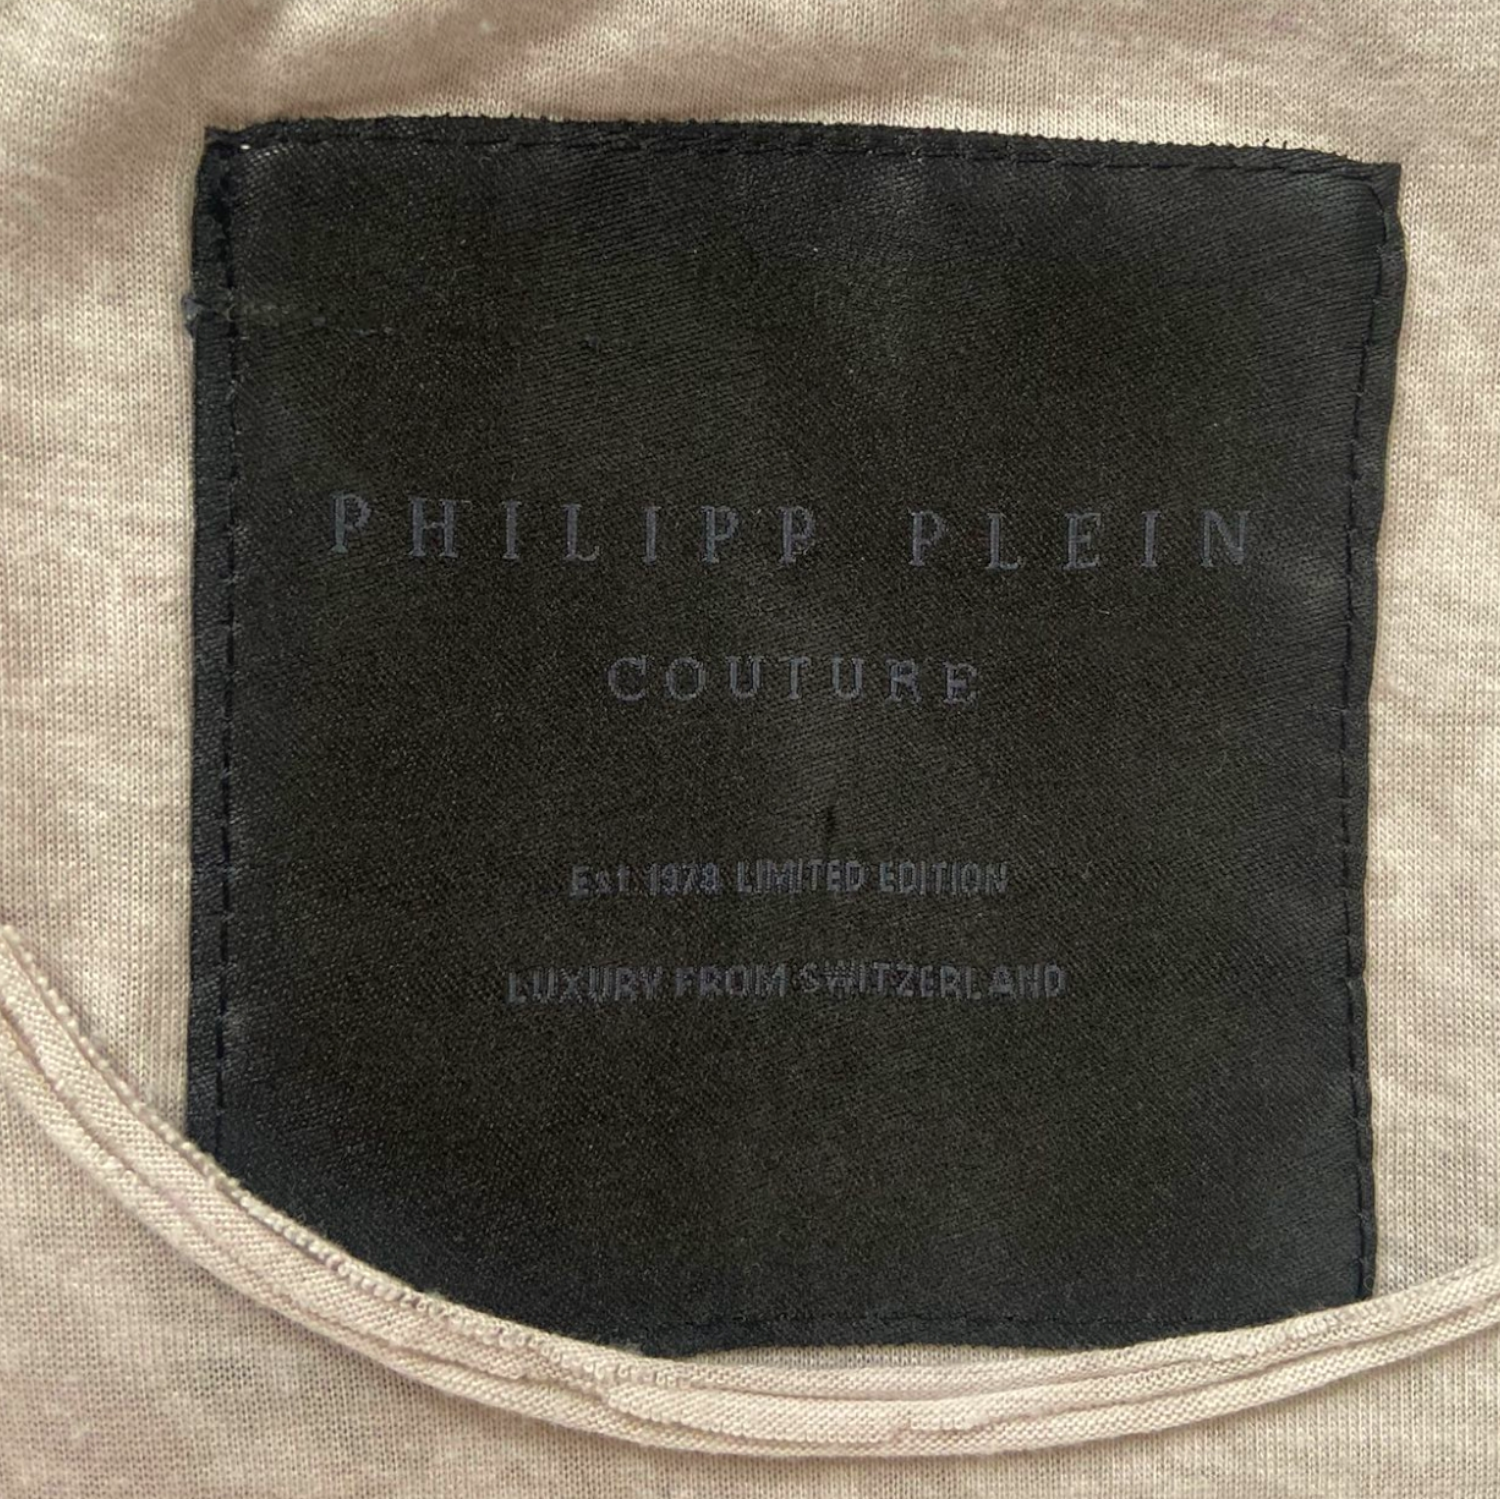 PHILIPP PLEIN
COUTURE
EST. 1978 LIMITED EDITION
LUXURY FROM SWITZERLAND